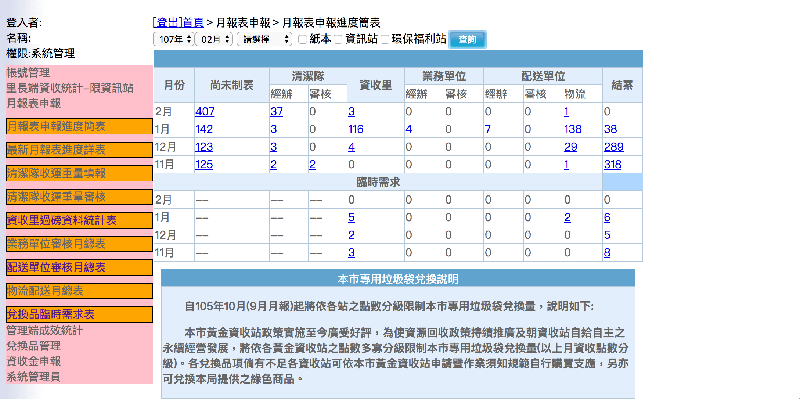 登入者:
名稱:
權限:系統管理
帳號管理
里長端資收統計–限資訊站
月報表申報
月報表申報進度簡表
最新月報表進度詳表
清潔隊收運重量填報
清潔隊收運重量審核
資收里過磅資料統計表
業務單位審核月總表
配送單位審核月總表
物流配送月總表
兌換品臨時需求表
管理端成效統計
兌換品管理
資收金申報
系統管理員
[登出]首頁 > 月報表申報 > 月報表申報進度簡表
107年 02月 請選擇 紙本 資訊站 環保福利站 查詢
月份 尚未制表 清潔隊 資收里 業務單位 配送單位 結案
經辦 審核 經辦 審核 經辦 審核 物流
2月 407 37 0 3 0 0 0 0 1 0
1月 142 3 0 116 4 0 7 0 138 38
12月 123 3 0 4 0 0 0 0 29 289
11月 125 2 2 0 0 0 0 0 1 318
臨時需求
2月 — — — 0 0 0 0 0 0 0
1月 — — — 5 0 0 0 0 2 6
12月 — — — 2 0 0 0 0 0 5
11月 — — — 3 0 0 0 0 0 8
本市專用垃圾袋兌換說明
自105年10月(9月月報)起將依各站之點數分級限制本市專用垃圾袋兌換量，說明如下:
本市黃金資收站政策實施至今廣受好評，為使資源回收政策持續推廣及朝資收站自給自主之
永續經營發展，將依各黃金資收站之點數多寡分級限制本市專用垃圾袋兌換量(以上月資收點數分
級)。各兌換品項倘有不足各資收站可依本市黃金資收站申請暨作業須知規範自行購買支應，另亦
可兌換本局提供之綠色商品。